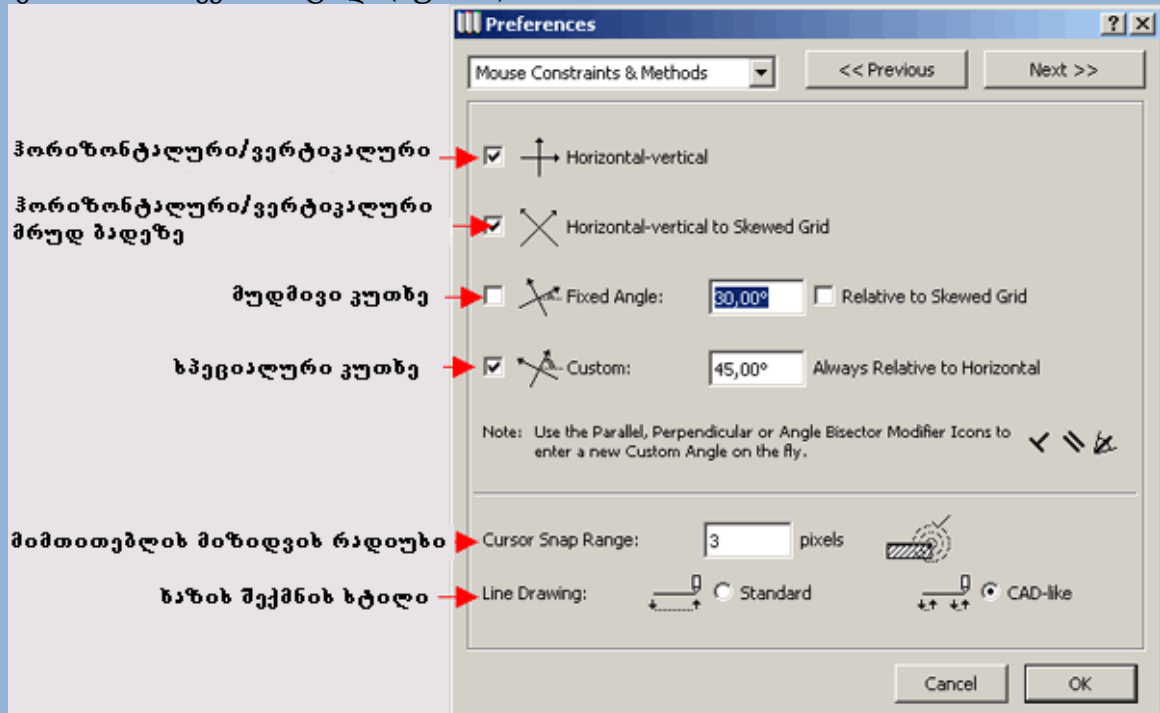 Preferences
Mouse Constraints & Methods
<< Previous
Next >>
ჰორიზონტალური/ვერტიკალური
Horizontal-vertical
ჰორიზონტალური/ვერტიკალური
მრუდ ბადეზე
Horizontal-vertical to Skewed Grid
მუდმივი კუთხე
Fixed Angle: 30,00° Relative to Skewed Grid
სპეციალური კუთხე
Custom: 45,00° Always Relative to Horizontal
Note: Use the Parallel, Perpendicular or Angle Bisector Modifier Icons to
enter a new Custom Angle on the fly.
მიმთითებლის მიზიდვის რადიუსი
Cursor Snap Range: 3 pixels
ხაზის შექმნის სტილი
Line Drawing: Standard CAD-like
Cancel
OK